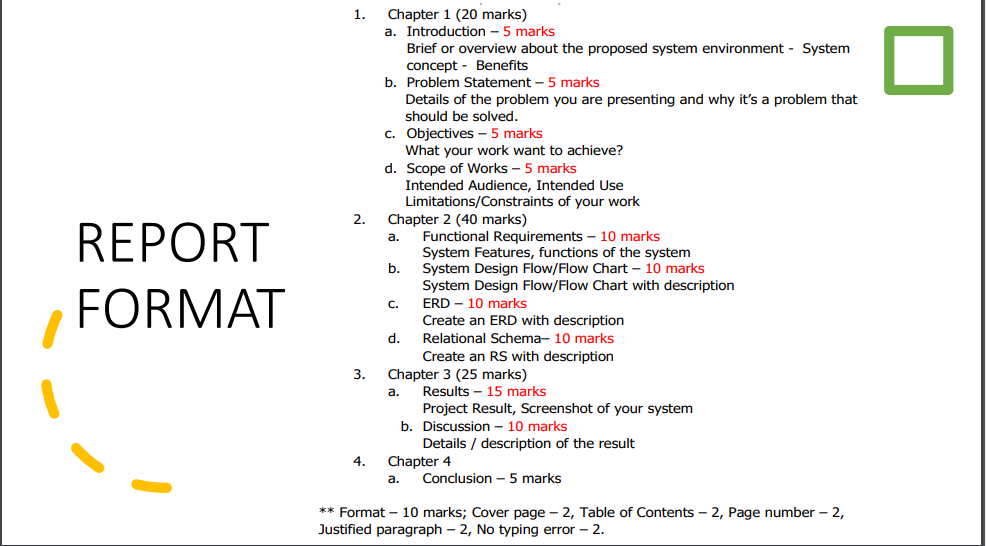 REPORT
FORMAT
1. Chapter 1 (20 marks)
a. Introduction – 5 marks
Brief or overview about the proposed system environment - System
concept - Benefits
b. Problem Statement – 5 marks
Details of the problem you are presenting and why it’s a problem that
should be solved.
c. Objectives – 5 marks
What your work want to achieve?
d. Scope of Works – 5 marks
Intended Audience, Intended Use
Limitations/Constraints of your work
2. Chapter 2 (40 marks)
a. Functional Requirements – 10 marks
System Features, functions of the system
b. System Design Flow/Flow Chart – 10 marks
System Design Flow/Flow Chart with description
c. ERD – 10 marks
Create an ERD with description
d. Relational Schema– 10 marks
Create an RS with description
3. Chapter 3 (25 marks)
a. Results – 15 marks
Project Result, Screenshot of your system
b. Discussion – 10 marks
Details / description of the result
4. Chapter 4
a. Conclusion – 5 marks
** Format – 10 marks; Cover page – 2, Table of Contents – 2, Page number – 2,
Justified paragraph – 2, No typing error – 2.